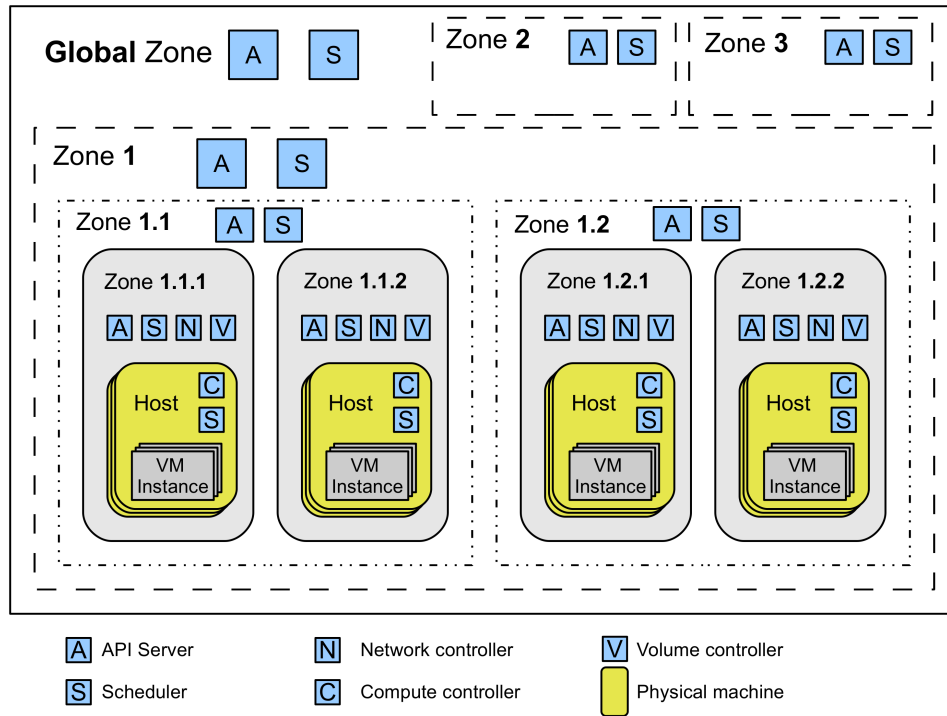 Global Zone
A
S
Zone 2
A
S
Zone 3
A
S
Zone 1
A
S
Zone 1.1
A
S
Zone 1.2
A
S
Zone 1.1.1
A
S
N
V
Host
C
S
VM
Instance
Zone 1.1.2
A
S
N
V
Host
C
S
VM
Instance
Zone 1.2.1
A
S
N
V
Host
C
S
VM
Instance
Zone 1.2.2
A
S
N
V
Host
C
S
VM
Instance
A API Server
N Network controller
V Volume controller
S Scheduler
C Compute controller
Physical machine